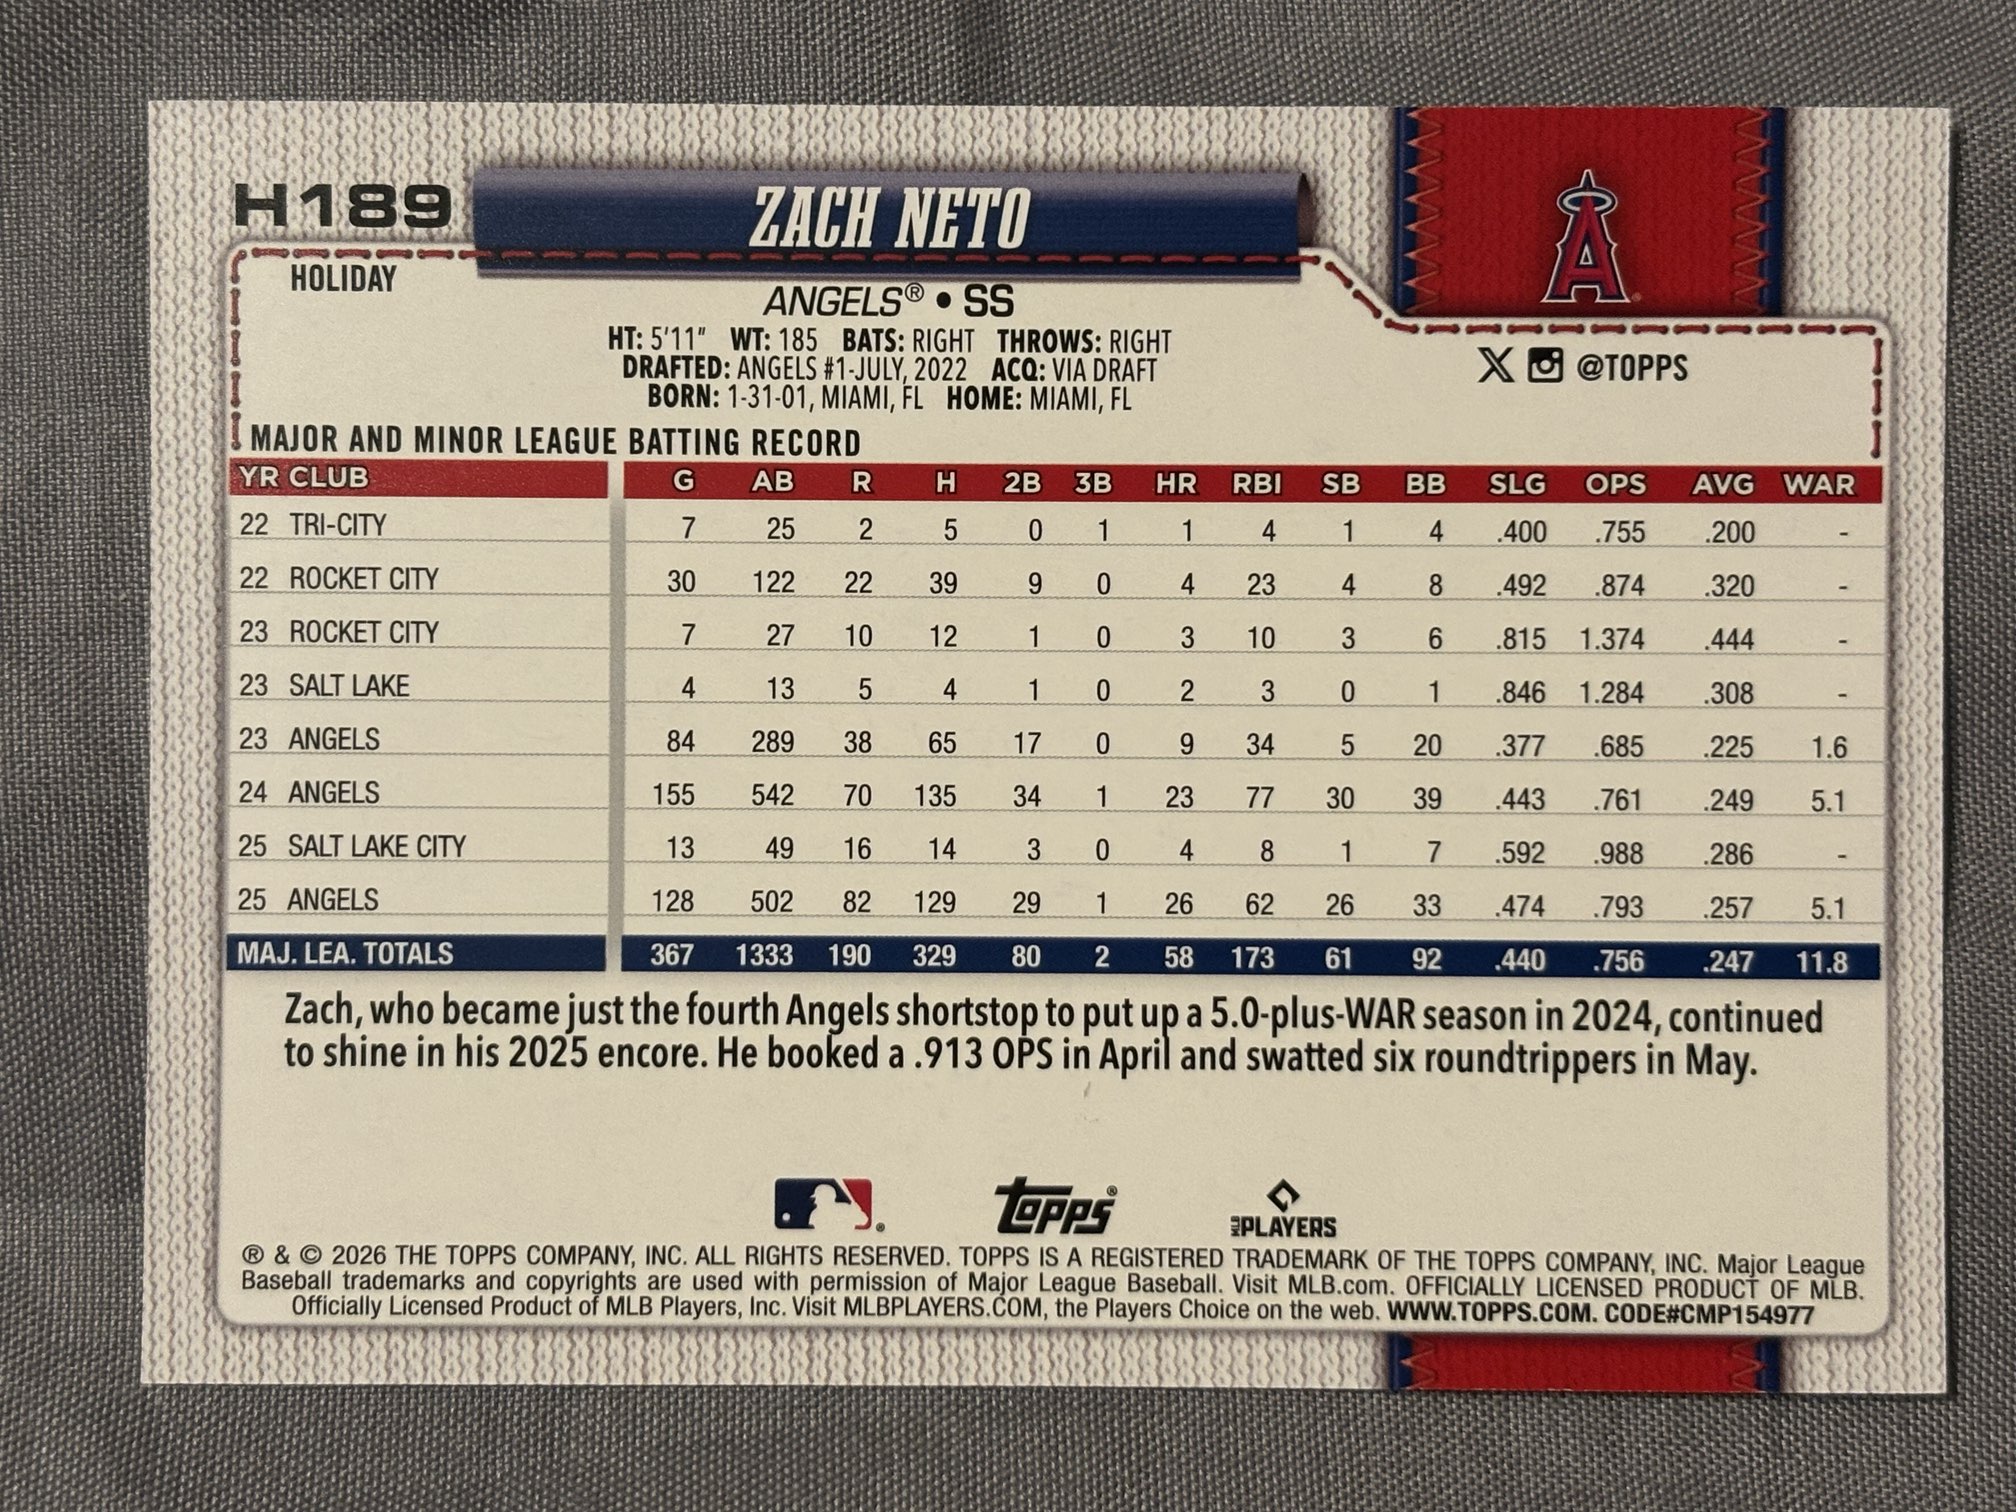 H189
ZACH NETO
A
HOLIDAY
ANGELS® • SS
HT: 5'11" WT: 185 BATS: RIGHT THROWS: RIGHT
DRAFTED: ANGELS #1-JULY, 2022 ACQ: VIA DRAFT
BORN: 1-31-01, MIAMI, FL HOME: MIAMI, FL
X @TOPPS
MAJOR AND MINOR LEAGUE BATTING RECORD
YR CLUB G AB R H 2B 3B HR RBI SB BB SLG OPS AVG WAR
22 TRI-CITY 7 25 2 5 0 1 1 4 1 4 .400 .755 .200 -
22 ROCKET CITY 30 122 22 39 9 0 4 23 4 8 .492 .874 .320 -
23 ROCKET CITY 7 27 10 12 1 0 3 10 3 6 .815 1.374 .444 -
23 SALT LAKE 4 13 5 4 1 0 2 3 0 1 .846 1.284 .308 -
23 ANGELS 84 289 38 65 17 0 9 34 5 20 .377 .685 .225 1.6
24 ANGELS 155 542 70 135 34 1 23 77 30 39 .443 .761 .249 5.1
25 SALT LAKE CITY 13 49 16 14 3 0 4 8 1 7 .592 .988 .286 -
25 ANGELS 128 502 82 129 29 1 26 62 26 33 .474 .793 .257 5.1
MAJ. LEA. TOTALS 367 1333 190 329 80 2 58 173 61 92 .440 .756 .247 11.8
Zach, who became just the fourth Angels shortstop to put up a 5.0-plus-WAR season in 2024, continued
to shine in his 2025 encore. He booked a .913 OPS in April and swatted six roundtrippers in May.
topps® MLB PLAYERS
® & © 2026 THE TOPPS COMPANY, INC. ALL RIGHTS RESERVED. TOPPS IS A REGISTERED TRADEMARK OF THE TOPPS COMPANY, INC. Major League
Baseball trademarks and copyrights are used with permission of Major League Baseball. Visit MLB.com. OFFICIALLY LICENSED PRODUCT OF MLB.
Officially Licensed Product of MLB Players, Inc. Visit MLBPLAYERS.COM, the Players Choice on the web. WWW.TOPPS.COM. CODE#CMP154977